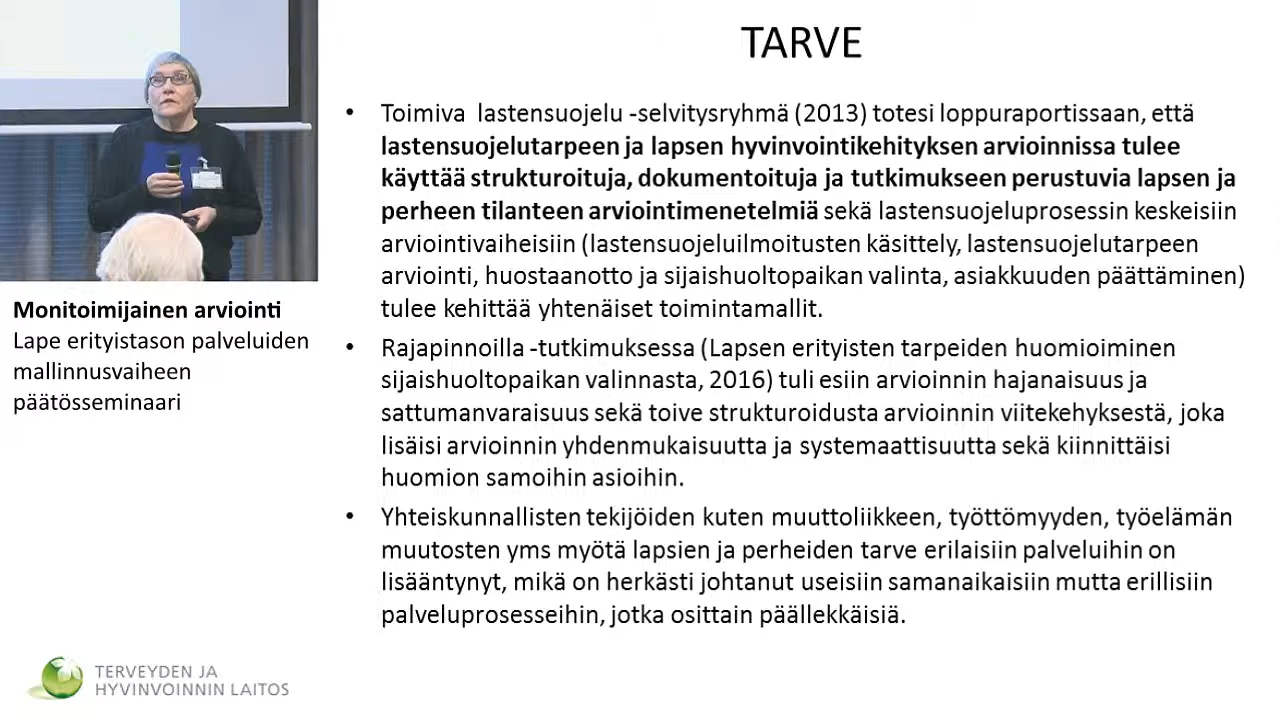 TARVE
• Toimiva lastensuojelu -selvitysryhmä (2013) totesi loppuraportissaan, että
lastensuojelutarpeen ja lapsen hyvinvointikehityksen arvioinnissa tulee
käyttää strukturoituja, dokumentoituja ja tutkimukseen perustuvia lapsen ja
perheen tilanteen arviointimenetelmiä sekä lastensuojeluprosessin keskeisiin
arviointivaiheisiin (lastensuojeluilmoitusten käsittely, lastensuojelutarpeen
arviointi, huostaanotto ja sijaishuoltopaikan valinta, asiakkuuden päättäminen)
tulee kehittää yhtenäiset toimintamallit.
• Rajapinnoilla -tutkimuksessa (Lapsen erityisten tarpeiden huomioiminen
sijaishuoltopaikan valinnasta, 2016) tuli esiin arvioinnin hajanaisuus ja
sattumanvaraisuus sekä toive strukturoidusta arvioinnin viitekehyksestä, joka
lisäisi arvioinnin yhdenmukaisuutta ja systemaattisuutta sekä kiinnittäisi
huomion samoihin asioihin.
• Yhteiskunnallisten tekijöiden kuten muuttoliikkeen, työttömyyden, työelämän
muutosten yms myötä lapsien ja perheiden tarve erilaisiin palveluihin on
lisääntynyt, mikä on herkästi johtanut useisiin samanaikaisiin mutta erillisiin
palveluprosesseihin, jotka osittain päällekkäisiä.
Monitoimijainen arviointi
Lape erityistason palveluiden
mallinnusvaiheen
päätösseminaari
TERVEYDEN JA
HYVINVOINNIN LAITOS